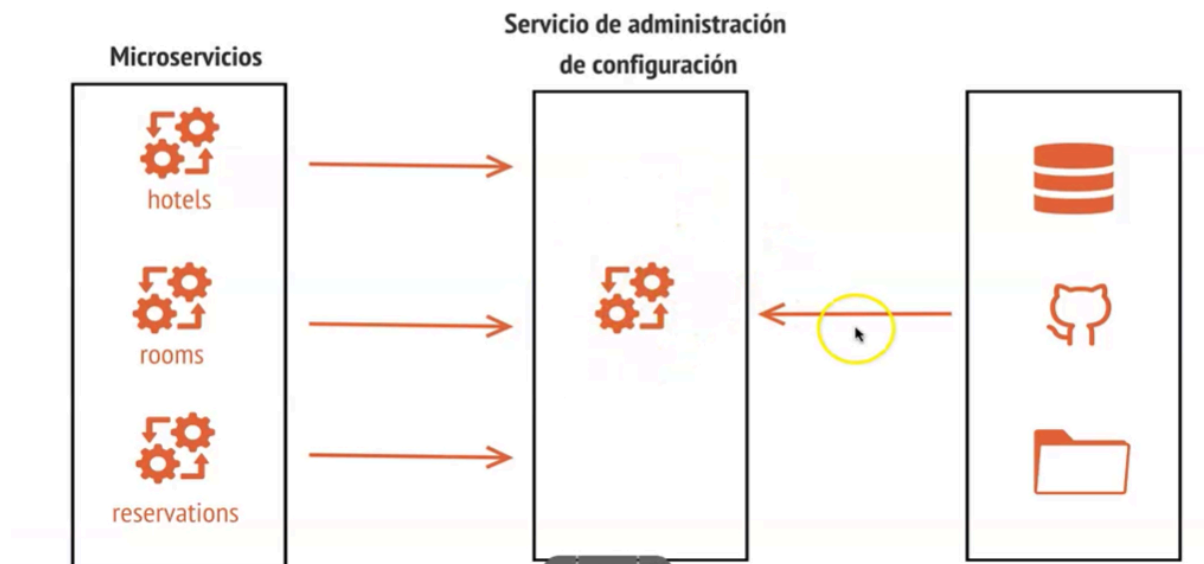 Microservicios
Servicio de administración
de configuración
hotels
rooms
reservations